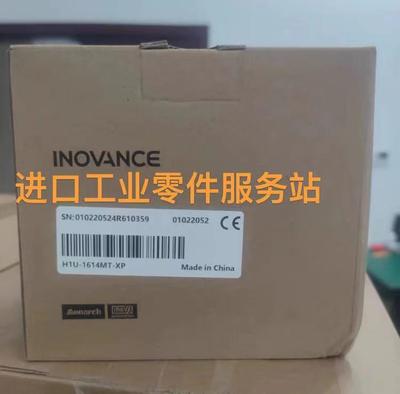 INOVANCE
进口工业零件服务站
SN:010220524R610359 01022052 CE
H1U-1614MT-XP Made in China
Monarch